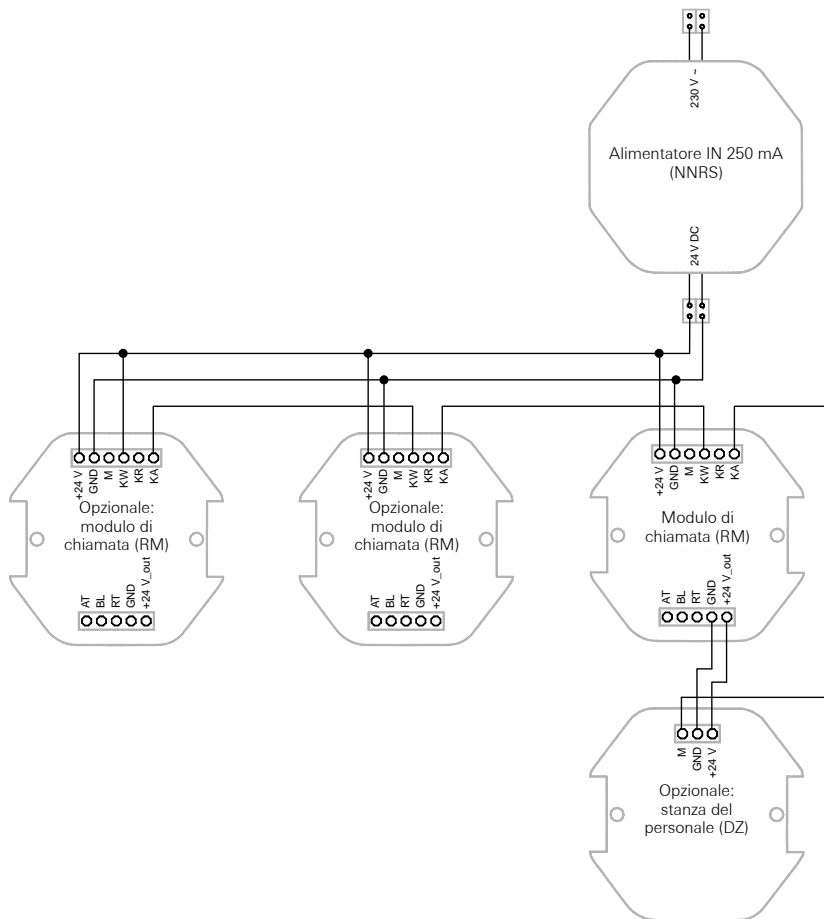 230 V ~
Alimentatore IN 250 mA
(NNRS)
24 V DC
+24 V
GND
M
KW
KR
KA
Opzionale:
modulo di
chiamata (RM)
AT
BL
RT
GND
+24 V_out
+24 V
GND
M
KW
KR
KA
Opzionale:
modulo di
chiamata (RM)
AT
BL
RT
GND
+24 V_out
+24 V
GND
M
KW
KR
KA
Modulo di
chiamata (RM)
AT
BL
RT
GND
+24 V_out
M
GND
+24 V
Opzionale:
stanza del
personale (DZ)